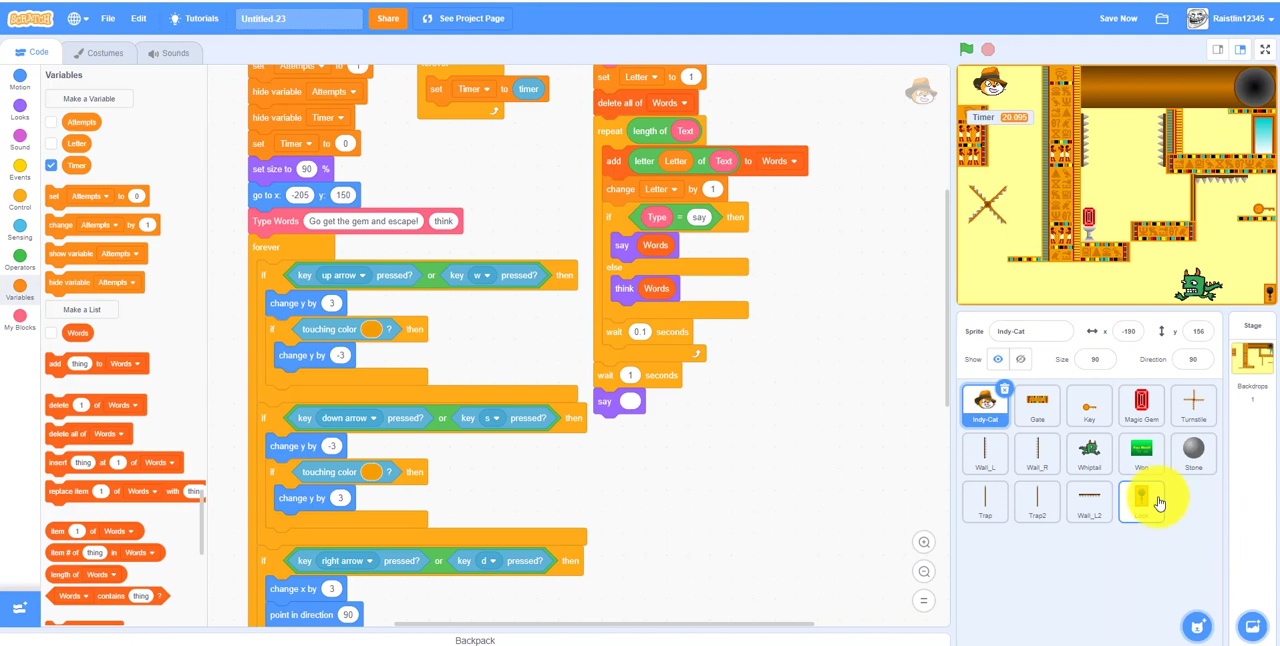 SCRATCH File Edit Tutorials Untitled-23 Share See Project Page Save Now Raistlin12345
Code Costumes Sounds
Motion
Looks
Sound
Events
Control
Sensing
Operators
Variables
My Blocks
Variables
Make a Variable
Attempts
Letter
Timer
set Attempts to 0
change Attempts by 1
show variable Attempts
hide variable Attempts
Make a List
Words
add thing to Words
delete 1 of Words
delete all of Words
insert thing at 1 of Words
replace item 1 of Words with thing
item 1 of Words
item # of thing in Words
length of Words
Words contains thing ?
set Attempts to 1
hide variable Attempts
hide variable Timer
set Timer to 0
set size to 90 %
go to x: -205 y: 150
Type Words Go get the gem and escape! think
forever
if key up arrow pressed? or key w pressed? then
change y by 3
if touching color ? then
change y by -3
if key down arrow pressed? or key s pressed? then
change y by -3
if touching color ? then
change y by 3
if key right arrow pressed? or key d pressed? then
change x by 3
point in direction 90
forever
set Timer to timer
set Letter to 1
delete all of Words
repeat length of Text
add letter Letter of Text to Words
change Letter by 1
if Type = say then
say Words
else
think Words
wait 0.1 seconds
wait 1 seconds
say
Backpack
Timer 20.095
Sprite Indy-Cat x -190 y 156
Show Size 90 Direction 90
Indy-Cat Gate Key Magic Gem Turnstile
Wall_L Wall_R Whiptail Won Stone
Trap Trap2 Wall_L2
Stage
Backdrops
1